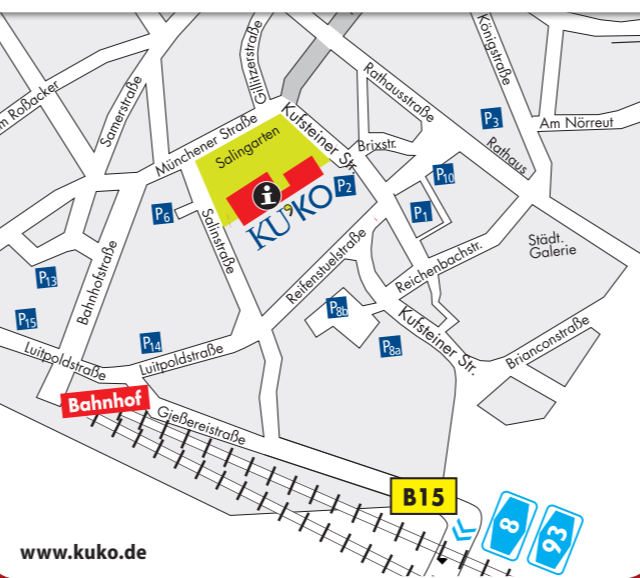 Königstraße
Gillitzerstraße
m Roßacker
Samerstraße
Rathausstraße
P3
Am Nörreut
Münchener Straße
Kufsteiner Str.
Salingarten
Brixstr.
Rathaus
P10
i
P2
KU'KO
P6
Salinstraße
P1
Städt.
Galerie
Reifenstuelstraße
Reichenbachstr.
P13
Bahnhofstraße
P15
P8b
Kufsteiner Str.
P14
P8a
Brianconstraße
Luitpoldstraße
Luitpoldstraße
Bahnhof
Gießereistraße
B15
8
93
www.kuko.de